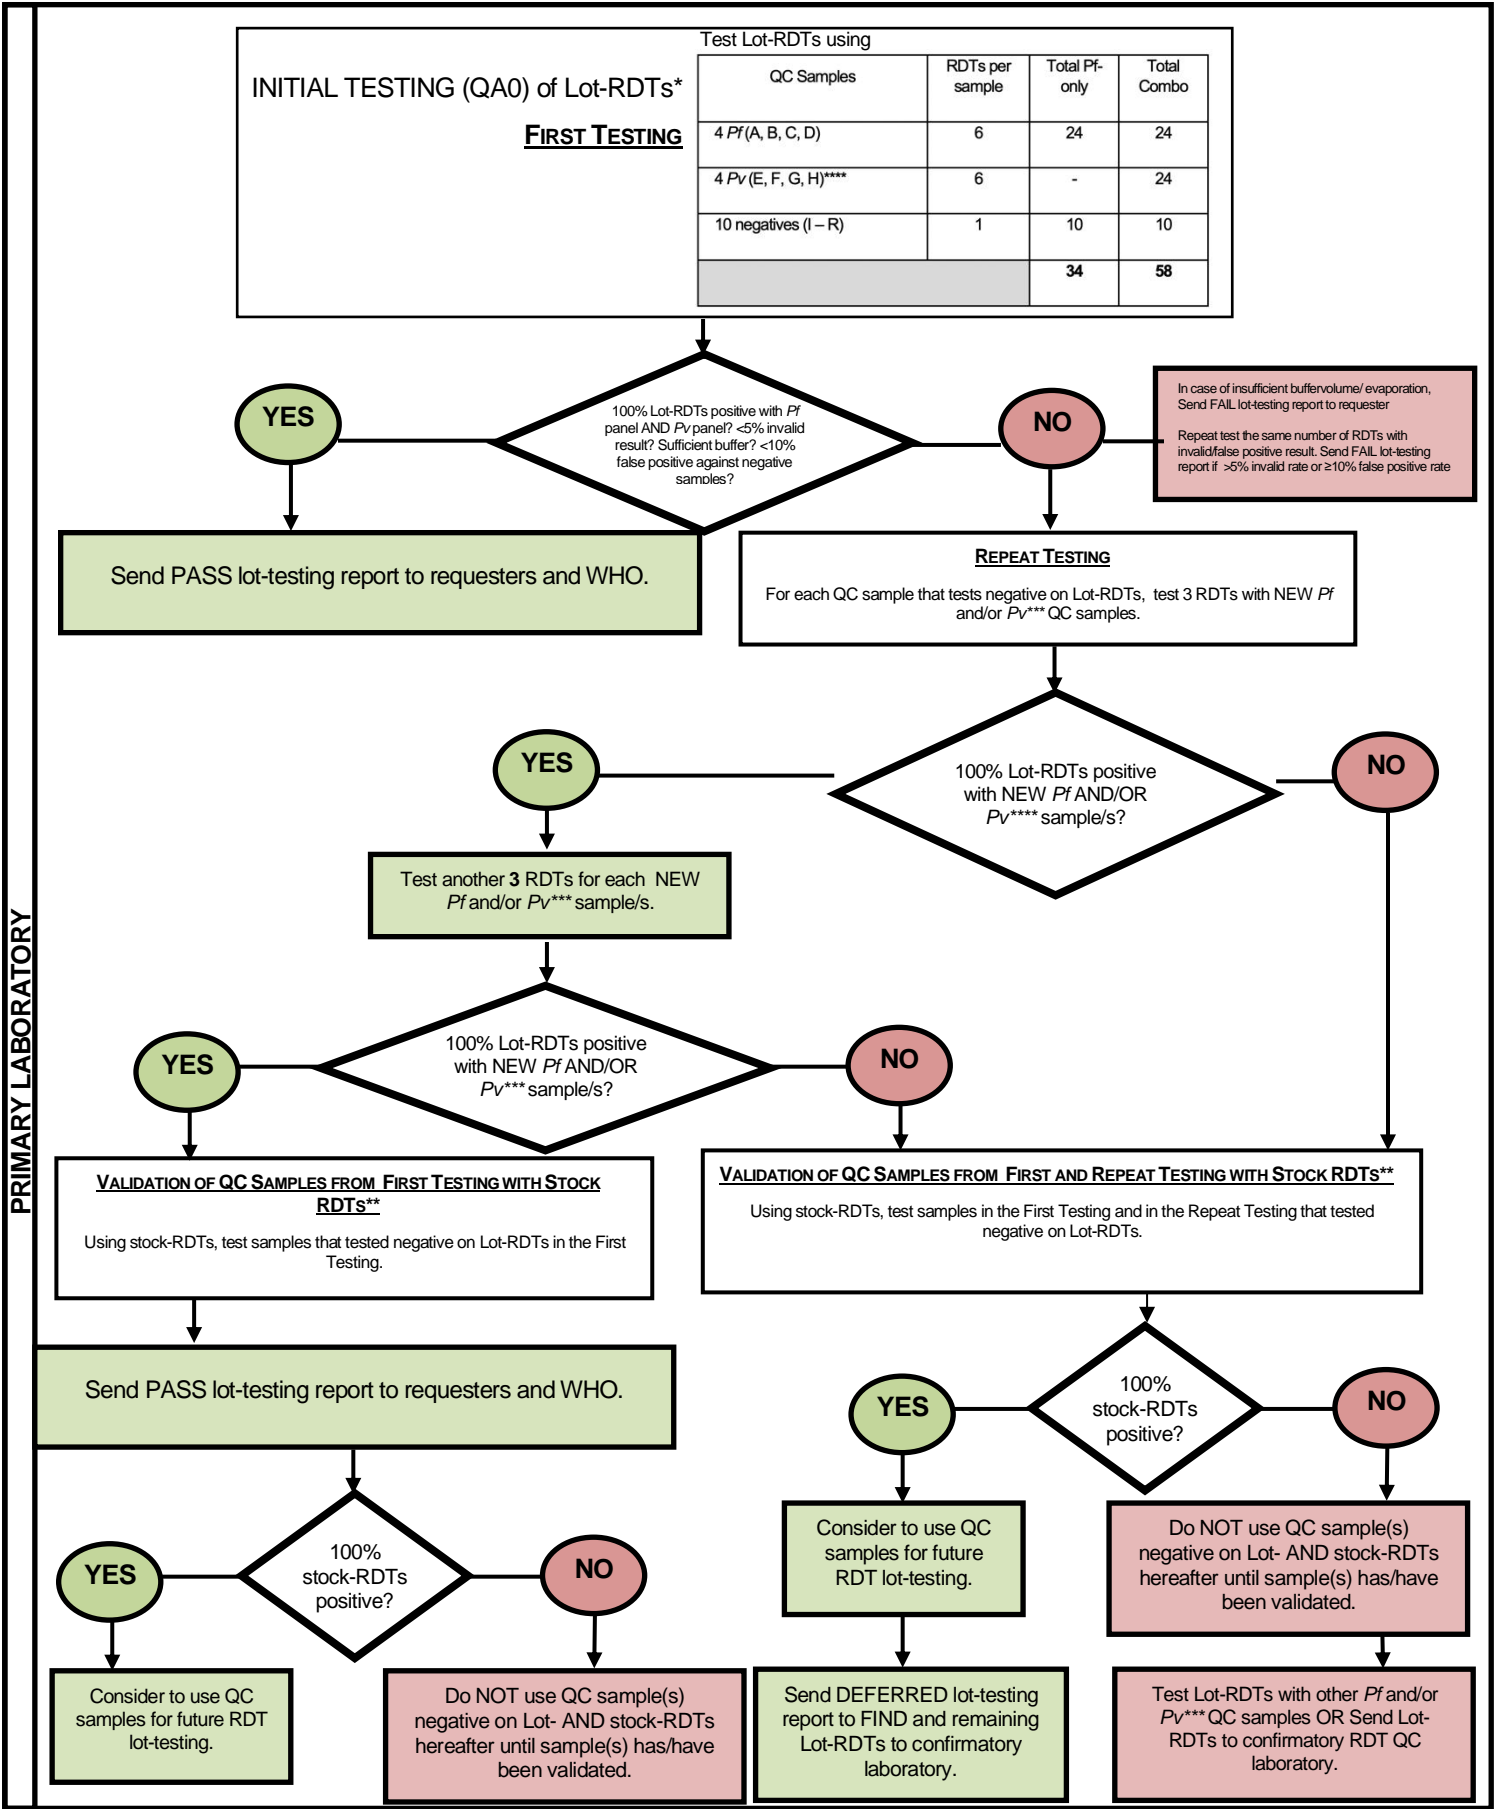 PRIMARY LABORATORY
INITIAL TESTING (QA0) of Lot-RDTs*
FIRST TESTING
Test Lot-RDTs using
QC Samples RDTs per sample Total Pf-only Total Combo
4 Pf (A, B, C, D) 6 24 24
4 Pv (E, F, G, H)**** 6 - 24
10 negatives (I – R) 1 10 10
34 58
100% Lot-RDTs positive with Pf
panel AND Pv panel? <5% invalid
result? Sufficient buffer? <10%
false positive against negative
samples?
YES
NO
In case of insufficient buffervolume/ evaporation,
Send FAIL lot-testing report to requester
Repeat test the same number of RDTs with
invalid/false positive result. Send FAIL lot-testing
report if >5% invalid rate or ≥10% false positive rate
Send PASS lot-testing report to requesters and WHO.
REPEAT TESTING
For each QC sample that tests negative on Lot-RDTs, test 3 RDTs with NEW Pf
and/or Pv*** QC samples.
YES
100% Lot-RDTs positive
with NEW Pf AND/OR
Pv**** sample/s?
NO
Test another 3 RDTs for each NEW
Pf and/or Pv*** sample/s.
YES
100% Lot-RDTs positive
with NEW Pf AND/OR
Pv*** sample/s?
NO
VALIDATION OF QC SAMPLES FROM FIRST TESTING WITH STOCK
RDTS**
Using stock-RDTs, test samples that tested negative on Lot-RDTs in the First
Testing.
VALIDATION OF QC SAMPLES FROM FIRST AND REPEAT TESTING WITH STOCK RDTS**
Using stock-RDTs, test samples in the First Testing and in the Repeat Testing that tested
negative on Lot-RDTs.
Send PASS lot-testing report to requesters and WHO.
YES
100%
stock-RDTs
positive?
NO
Consider to use QC
samples for future
RDT lot-testing.
Do NOT use QC sample(s)
negative on Lot- AND stock-RDTs
hereafter until sample(s) has/have
been validated.
YES
100%
stock-RDTs
positive?
NO
Consider to use QC
samples for future RDT
lot-testing.
Do NOT use QC sample(s)
negative on Lot- AND stock-RDTs
hereafter until sample(s) has/have
been validated.
Send DEFERRED lot-testing
report to FIND and remaining
Lot-RDTs to confirmatory
laboratory.
Test Lot-RDTs with other Pf and/or
Pv*** QC samples OR Send Lot-
RDTs to confirmatory RDT QC
laboratory.